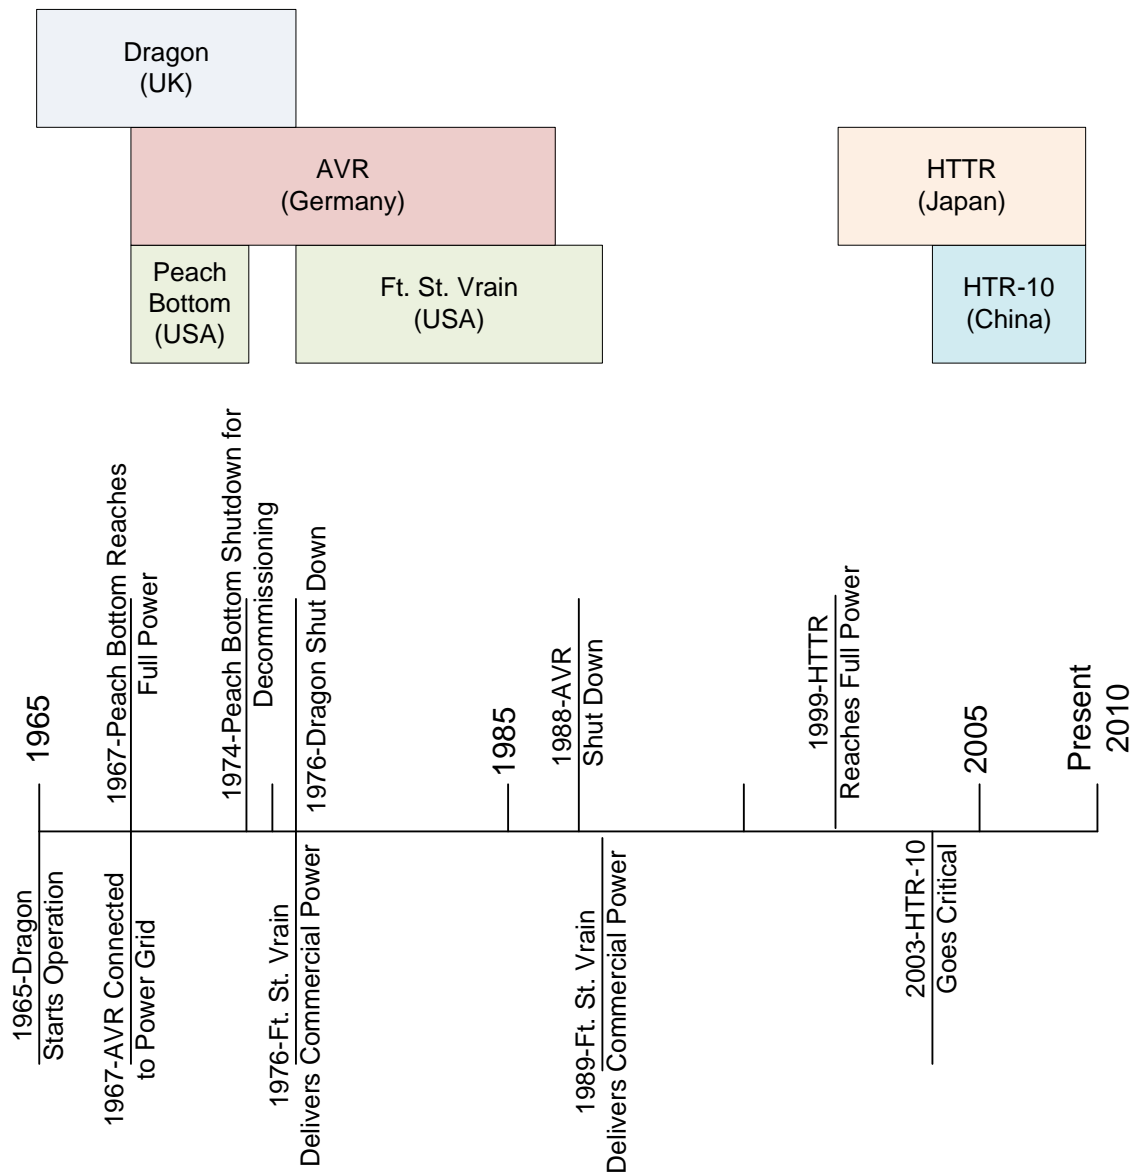 Dragon
(UK)
AVR
(Germany)
HTTR
(Japan)
Peach
Bottom
(USA)
Ft. St. Vrain
(USA)
HTR-10
(China)
1965
1967-Peach Bottom Reaches
Full Power
1974-Peach Bottom Shutdown for
Decommissioning
1976-Dragon Shut Down
1985
1988-AVR
Shut Down
1999-HTTR
Reaches Full Power
2005
Present
2010
1965-Dragon
Starts Operation
1967-AVR Connected
to Power Grid
1976-Ft. St. Vrain
Delivers Commercial Power
1989-Ft. St. Vrain
Delivers Commercial Power
2003-HTR-10
Goes Critical